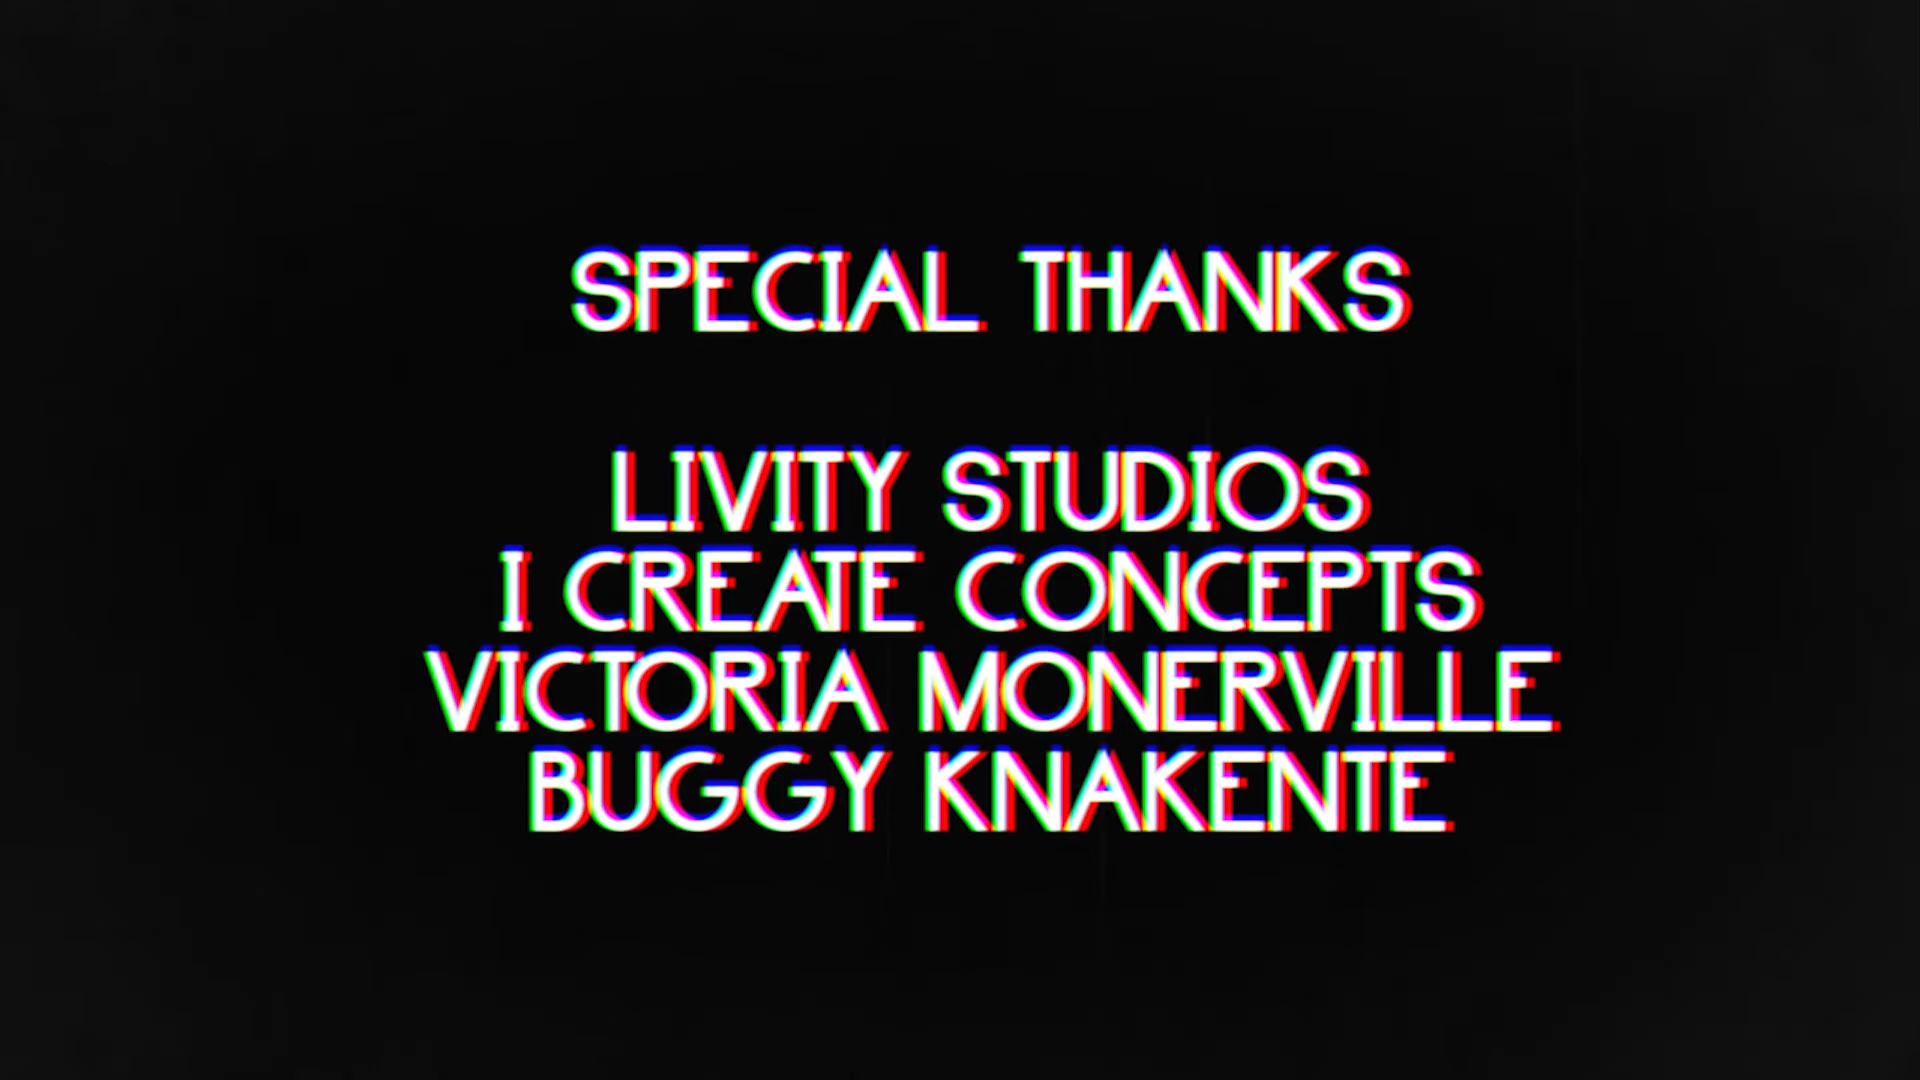 SPECIAL THANKS
LIVITY STUDIOS
I CREATE CONCEPTS
VICTORIA MONERVILLE
BUGGY KNAKENTE